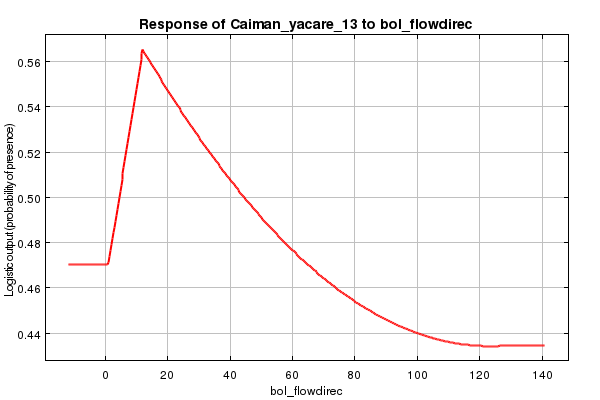 Response of Caiman_yacare_13 to bol_flowdirec
Logistic output (probability of presence)
0.56
0.54
0.52
0.50
0.48
0.46
0.44
0 20 40 60 80 100 120 140
bol_flowdirec